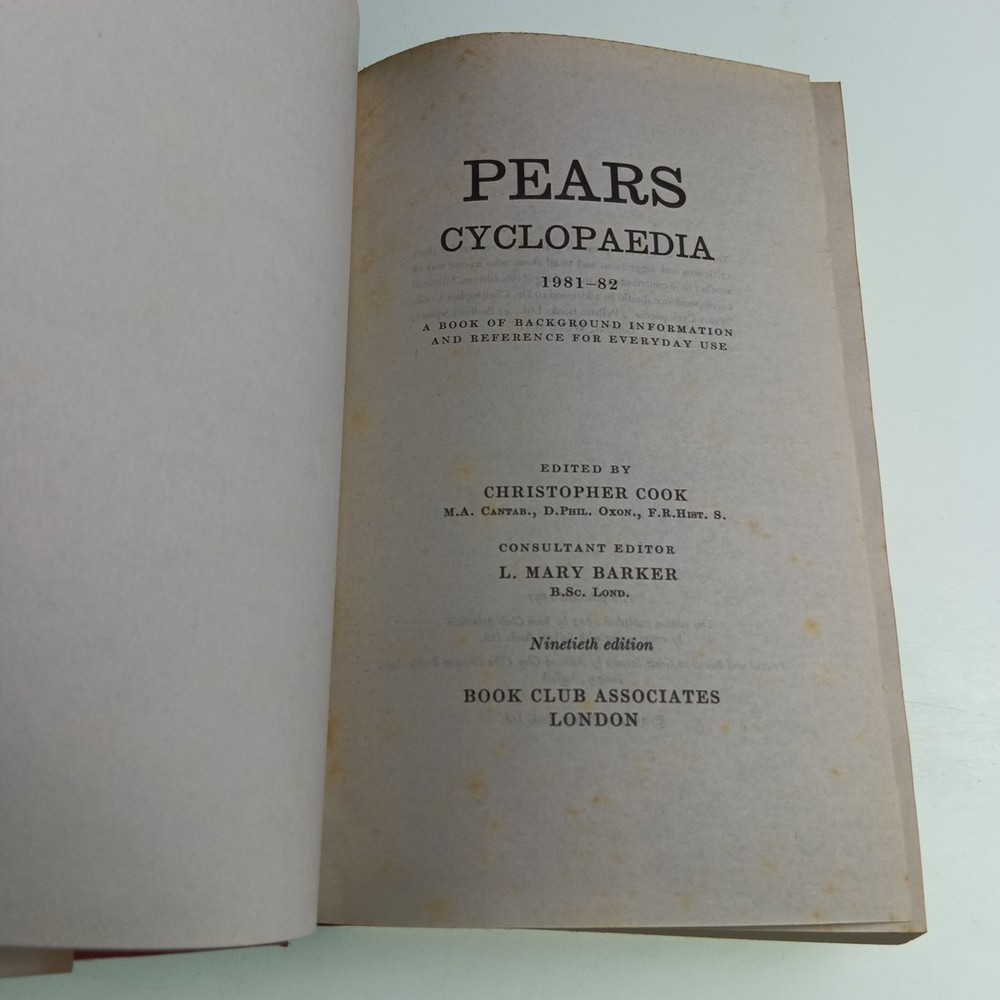 PEARS
CYCLOPAEDIA
1981–82
A BOOK OF BACKGROUND INFORMATION
AND REFERENCE FOR EVERYDAY USE
EDITED BY
CHRISTOPHER COOK
M.A. CANTAB., D.PHIL. OXON., F.R.HIST. S.
CONSULTANT EDITOR
L. MARY BARKER
B.SC. LOND.
Ninetieth edition
BOOK CLUB ASSOCIATES
LONDON